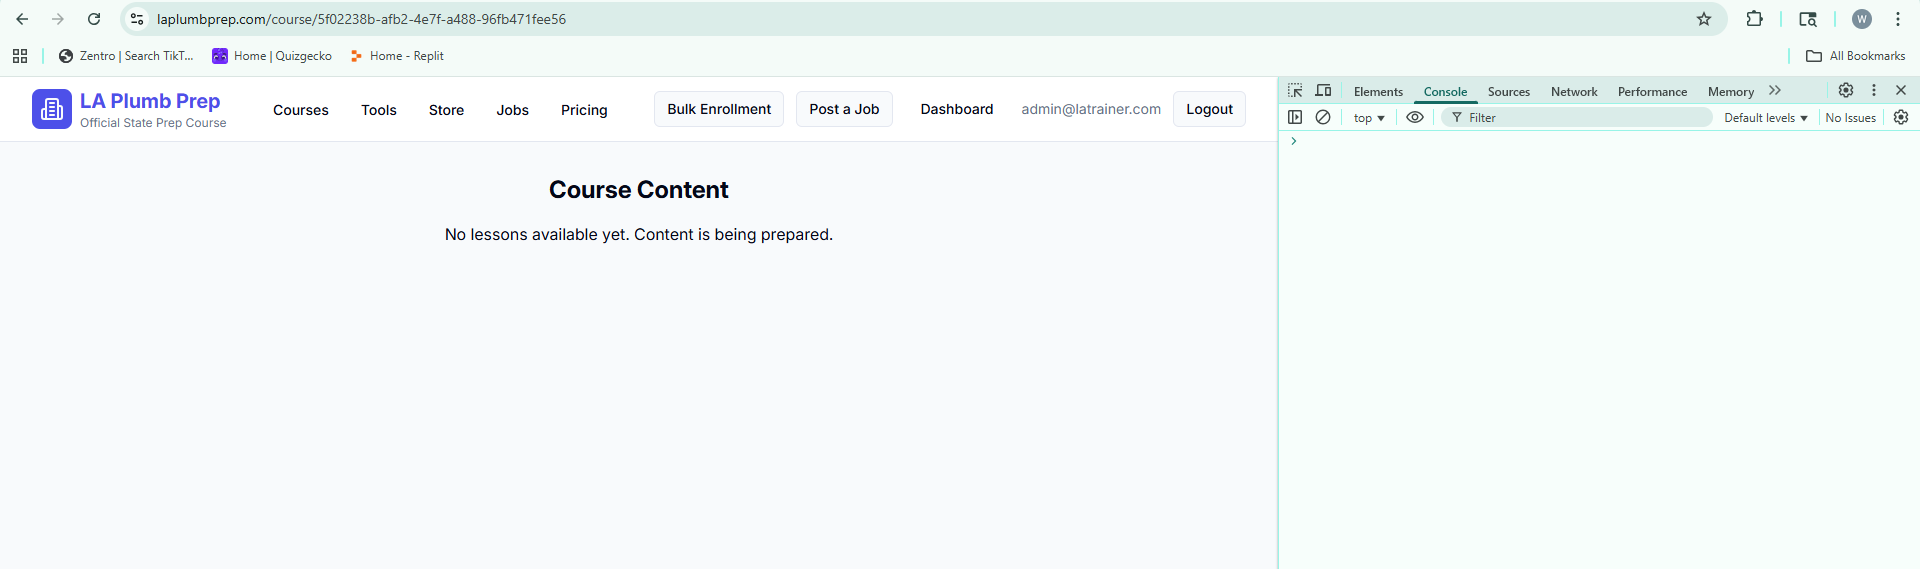 laplumbprep.com/course/5f02238b-afb2-4e7f-a488-96fb471fee56
W
Zentro | Search TikT...
Home | Quizgecko
Home - Replit
All Bookmarks
LA Plumb Prep
Official State Prep Course
Courses
Tools
Store
Jobs
Pricing
Bulk Enrollment
Post a Job
Dashboard
admin@latrainer.com
Logout
Course Content
No lessons available yet. Content is being prepared.
Elements
Console
Sources
Network
Performance
Memory
top
Filter
Default levels
No Issues